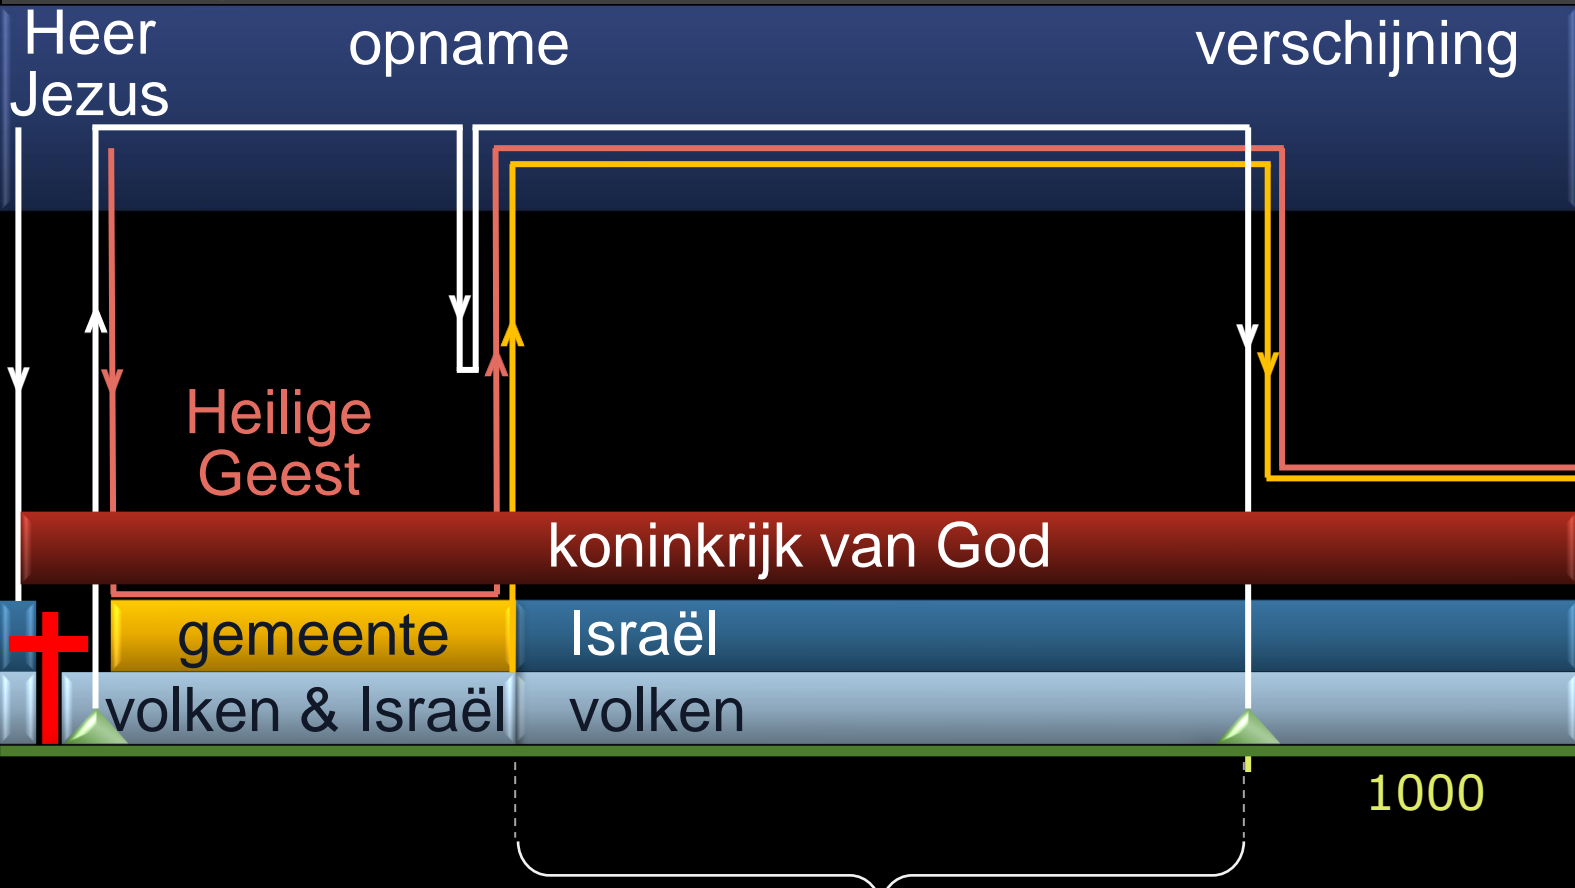 Heer
Jezus
opname
verschijning
Heilige
Geest
koninkrijk van God
gemeente
Israël
volken & Israël
volken
1000